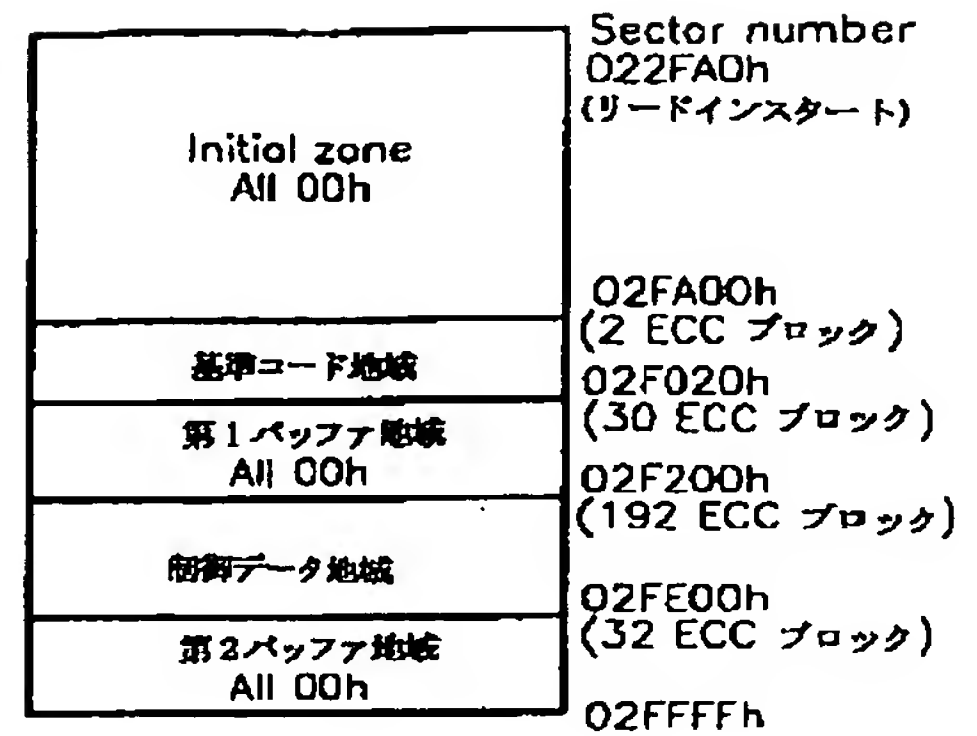 Sector number
022FA0h
(リードインスタート)
Initial zone
All 00h
02FA00h
(2 ECC ブロック)
基準コード地域
02F020h
(30 ECC ブロック)
第1バッファ地域
All 00h
02F200h
(192 ECC ブロック)
制御データ地域
02FE00h
(32 ECC ブロック)
第2バッファ地域
All 00h
02FFFFh